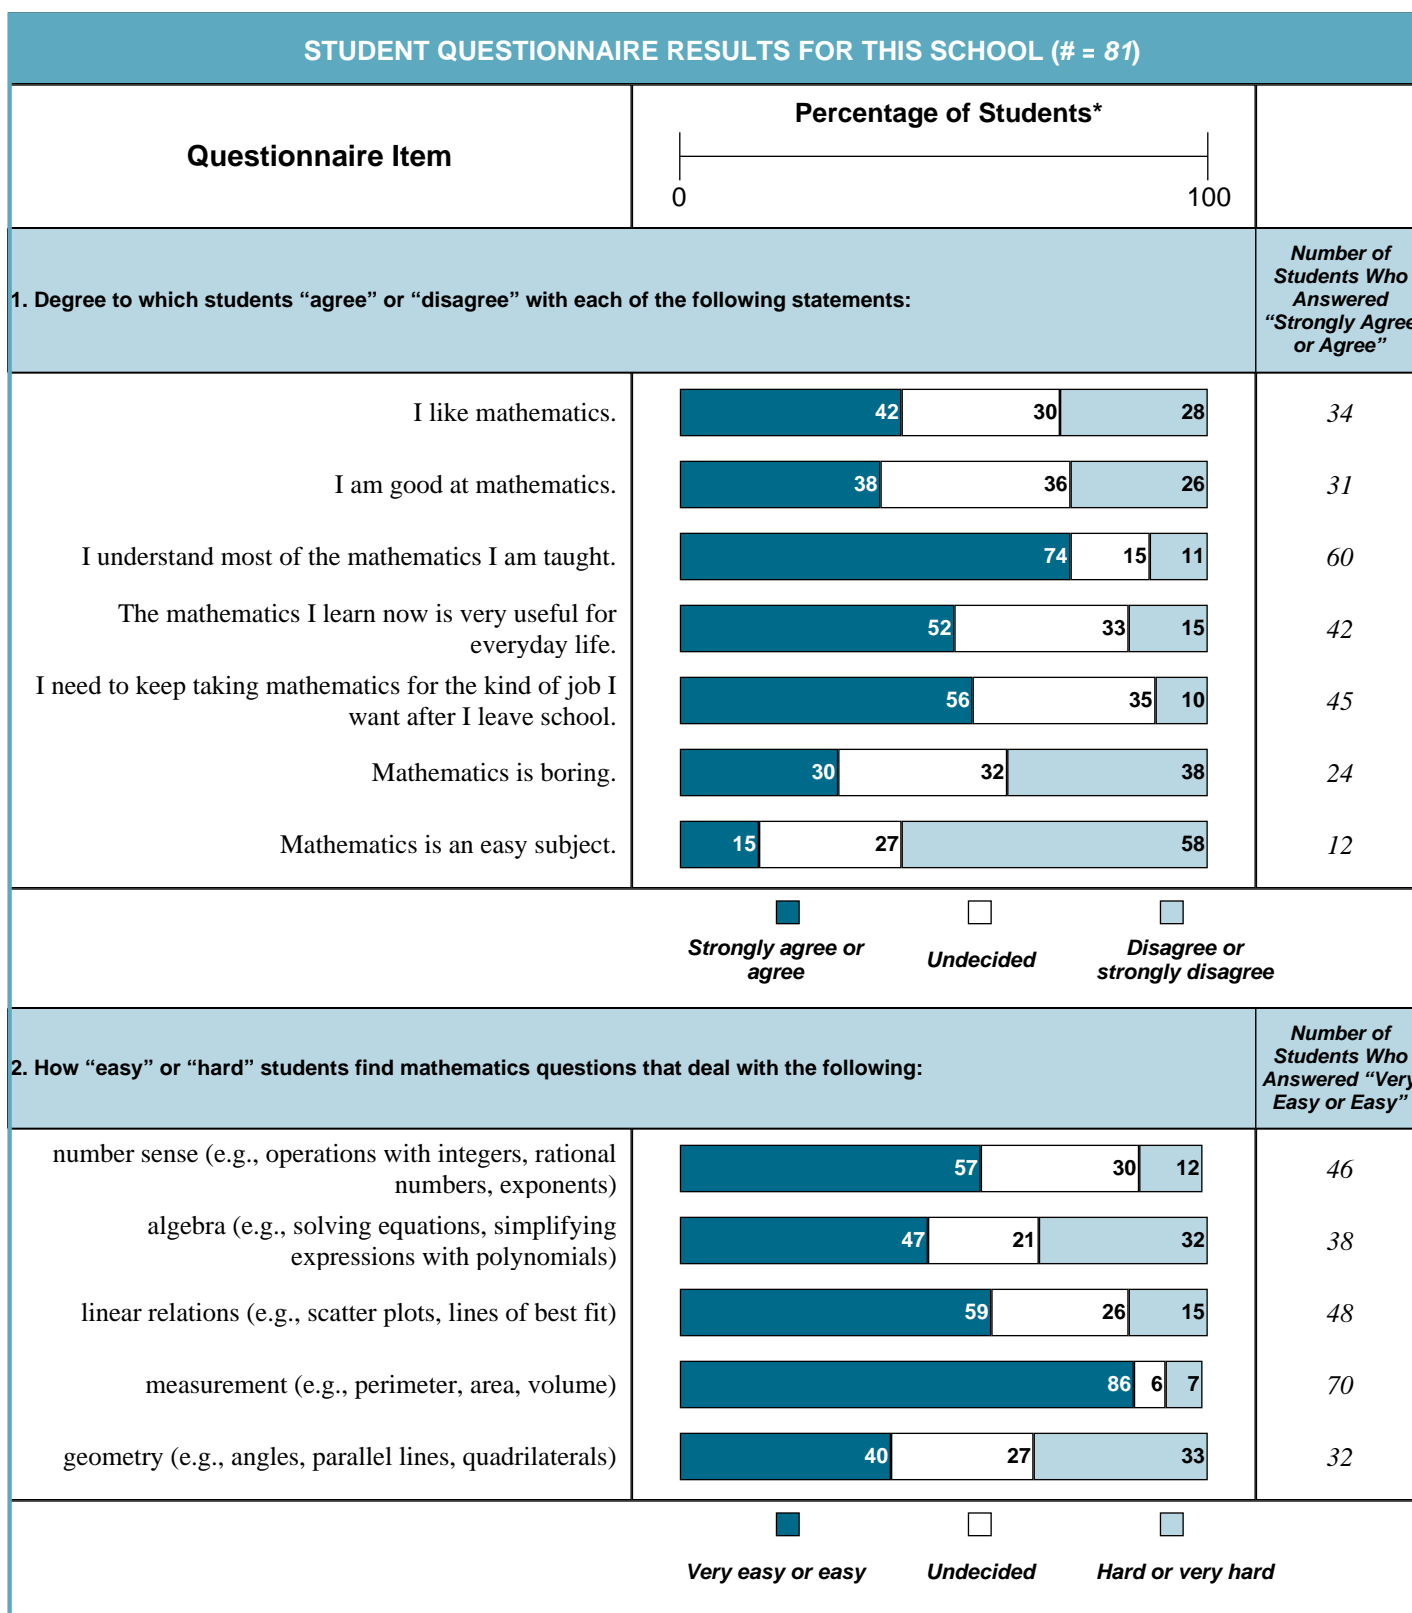 STUDENT QUESTIONNAIRE RESULTS FOR THIS SCHOOL (# = 81)
Questionnaire Item
Percentage of Students*
0 100
1. Degree to which students “agree” or “disagree” with each of the following statements:
Number of
Students Who
Answered
“Strongly Agree
or Agree”
I like mathematics.
42 30 28
34
I am good at mathematics.
38 36 26
31
I understand most of the mathematics I am taught.
74 15 11
60
The mathematics I learn now is very useful for
everyday life.
52 33 15
42
I need to keep taking mathematics for the kind of job I
want after I leave school.
56 35 10
45
Mathematics is boring.
30 32 38
24
Mathematics is an easy subject.
15 27 58
12
Strongly agree or
agree
Undecided
Disagree or
strongly disagree
2. How “easy” or “hard” students find mathematics questions that deal with the following:
Number of
Students Who
Answered “Very
Easy or Easy”
number sense (e.g., operations with integers, rational
numbers, exponents)
57 30 12
46
algebra (e.g., solving equations, simplifying
expressions with polynomials)
47 21 32
38
linear relations (e.g., scatter plots, lines of best fit)
59 26 15
48
measurement (e.g., perimeter, area, volume)
86 6 7
70
geometry (e.g., angles, parallel lines, quadrilaterals)
40 27 33
32
Very easy or easy
Undecided
Hard or very hard